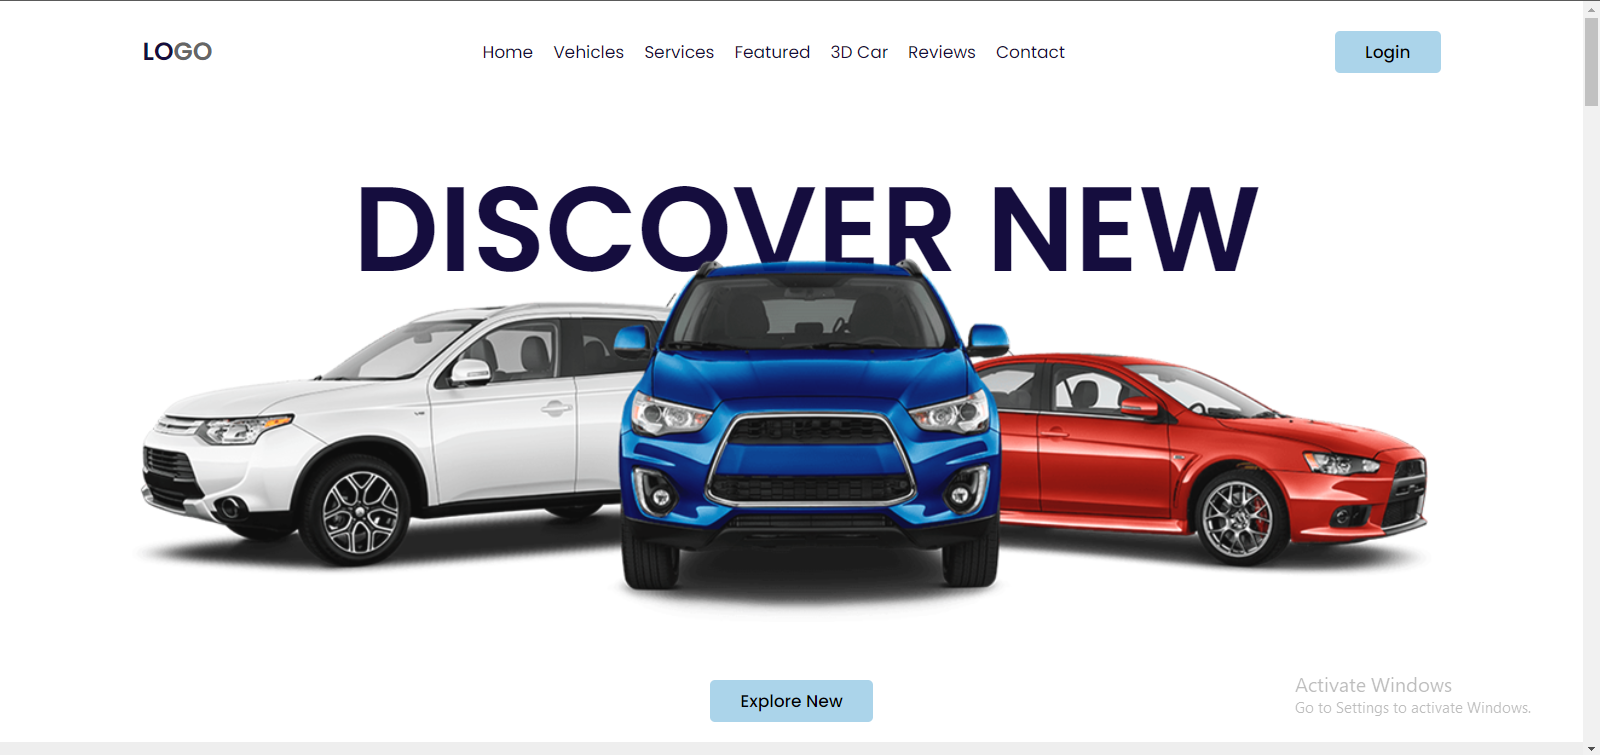 LOGO
Home Vehicles Services Featured 3D Car Reviews Contact
Login
DISCOVER NEW
Explore New
Activate Windows
Go to Settings to activate Windows.